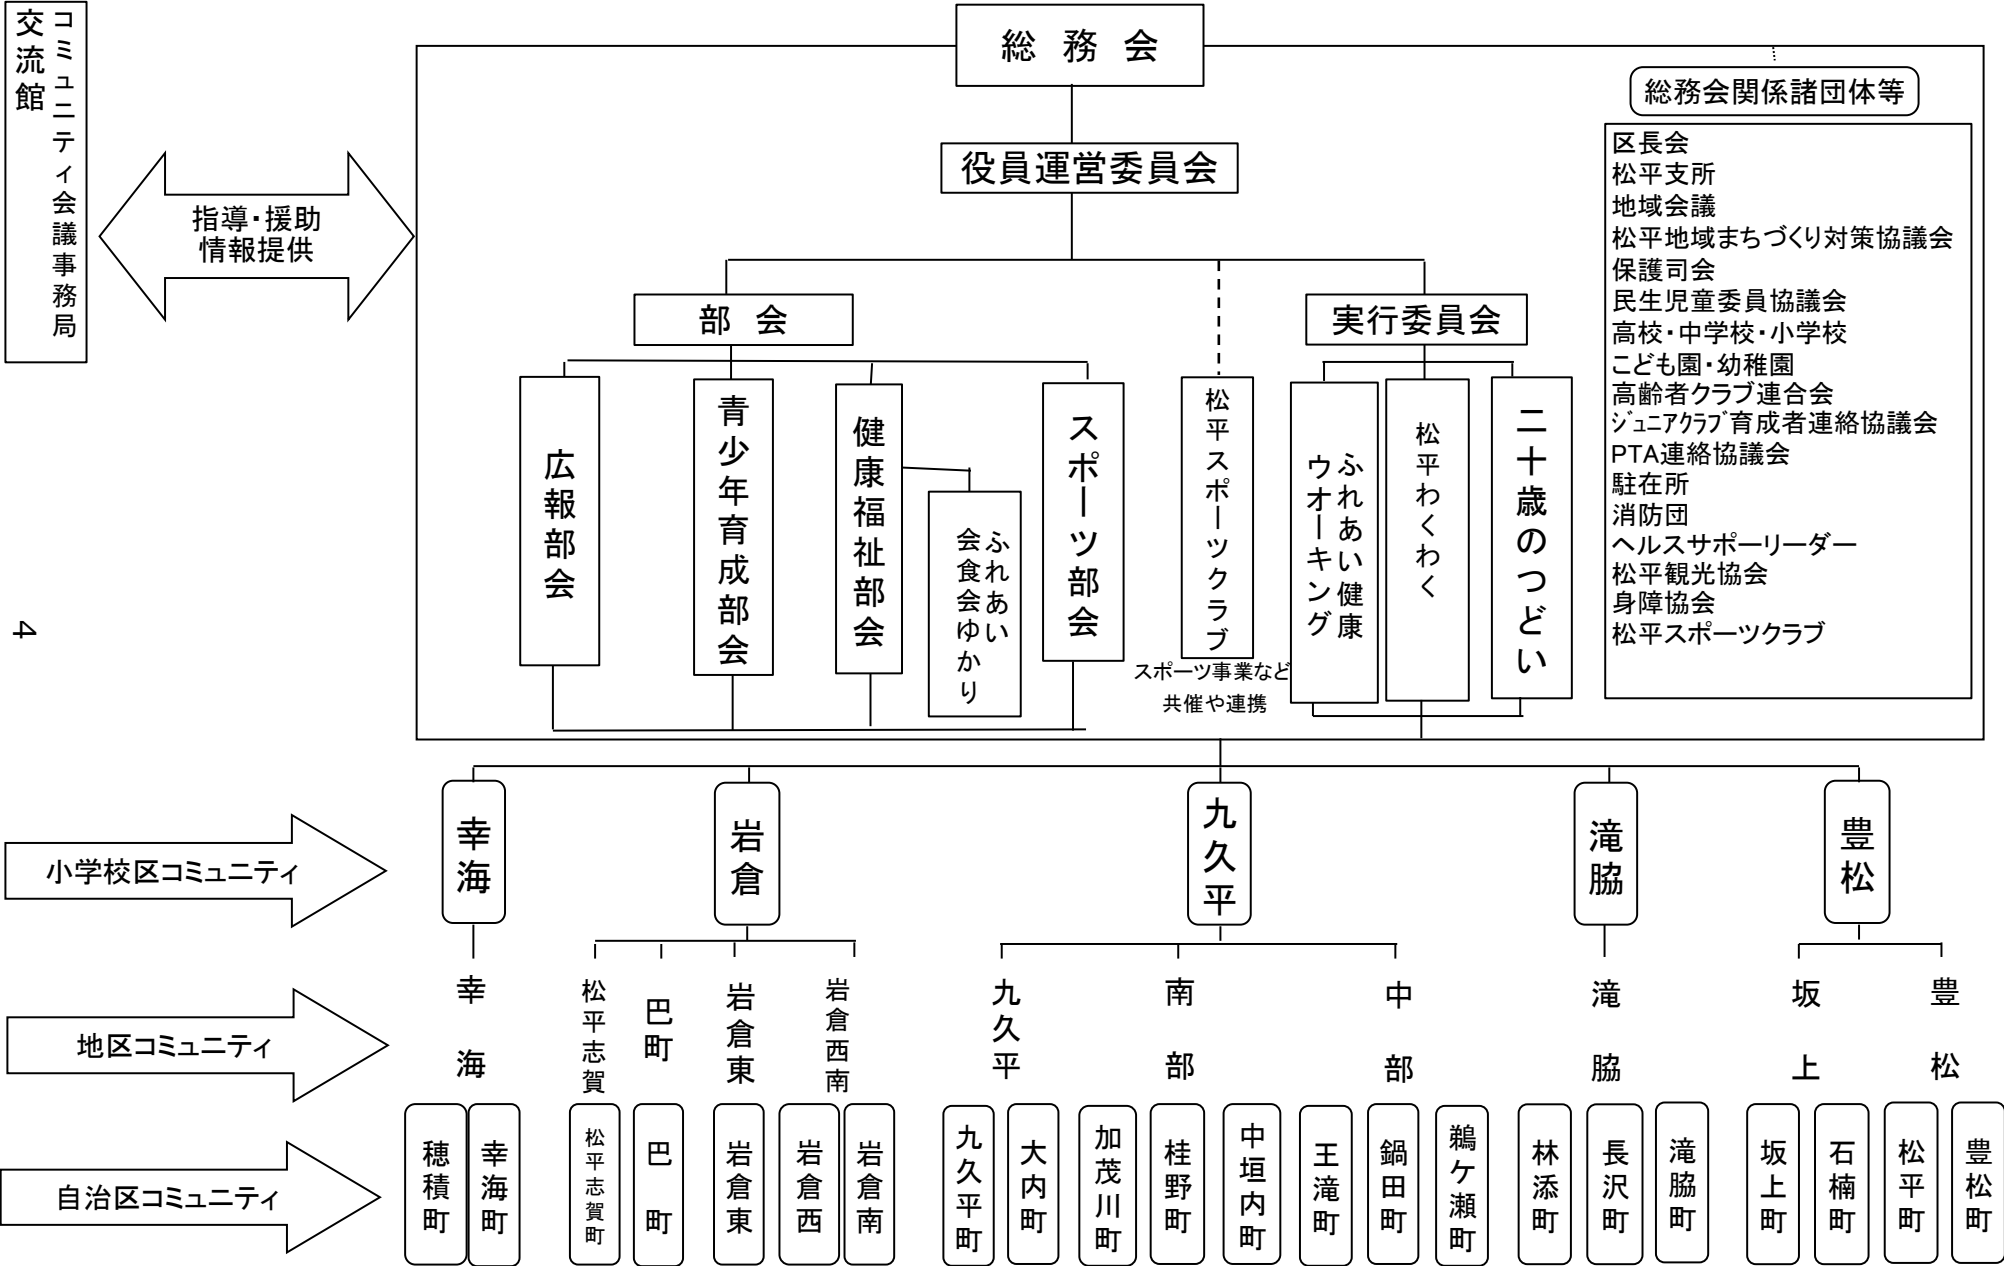 コミュニティ会議事務局
交流館
総務会
役員運営委員会
指導・援助
情報提供
部会
実行委員会
広報部会
青少年育成部会
健康福祉部会
ふれあい
会食会ゆかり
スポーツ部会
松平スポーツクラブ
スポーツ事業など
共催や連携
ふれあい健康
ウオーキング
松平わくわく
二十歳のつどい
総務会関係諸団体等
区長会
松平支所
地域会議
松平地域まちづくり対策協議会
保護司会
民生児童委員協議会
高校・中学校・小学校
こども園・幼稚園
高齢者クラブ連合会
ジュニアクラブ育成者連絡協議会
PTA連絡協議会
駐在所
消防団
ヘルスサポーリーダー
松平観光協会
身障協会
松平スポーツクラブ
4
小学校区コミュニティ
幸海
岩倉
九久平
滝脇
豊松
地区コミュニティ
幸海
松平志賀
巴町
岩倉東
岩倉西南
九久平
南部
中部
滝脇
坂上
豊松
自治区コミュニティ
穂積町
幸海町
松平志賀町
巴町
岩倉東
岩倉西
岩倉南
九久平町
大内町
加茂川町
桂野町
中垣内町
王滝町
鍋田町
鵜ケ瀬町
林添町
長沢町
滝脇町
坂上町
石楠町
松平町
豊松町